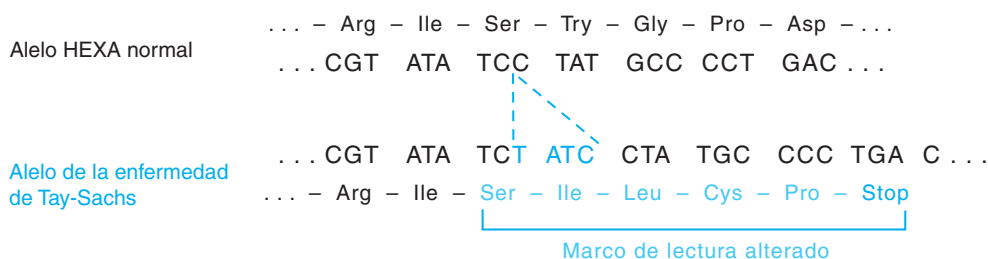 . . . – Arg – Ile – Ser – Try – Gly – Pro – Asp – . . .
Alelo HEXA normal
. . . CGT ATA TCC TAT GCC CCT GAC . . .
. . . CGT ATA TCT ATC CTA TGC CCC TGA C . . .
Alelo de la enfermedad
de Tay-Sachs
. . . – Arg – Ile – Ser – Ile – Leu – Cys – Pro – Stop
Marco de lectura alterado